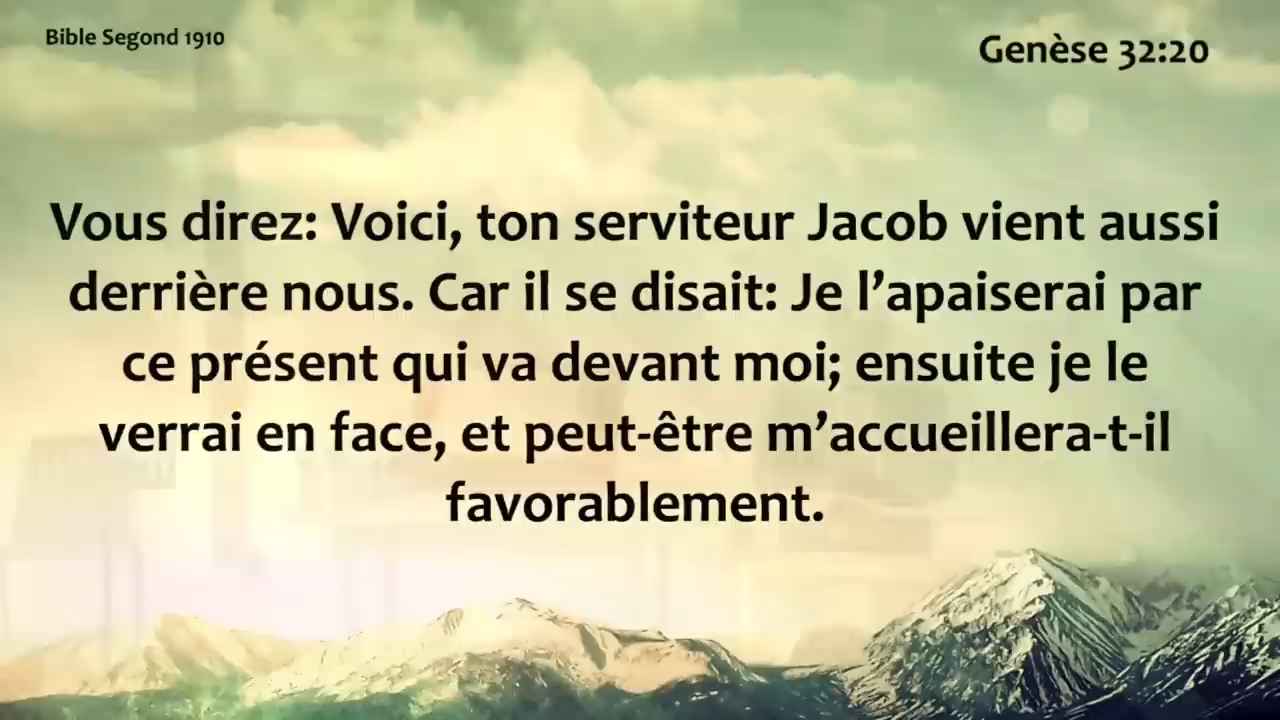 Bible Segond 1910
Genèse 32:20
Vous direz: Voici, ton serviteur Jacob vient aussi
derrière nous. Car il se disait: Je l’apaiserai par
ce présent qui va devant moi; ensuite je le
verrai en face, et peut-être m’accueillera-t-il
favorablement.